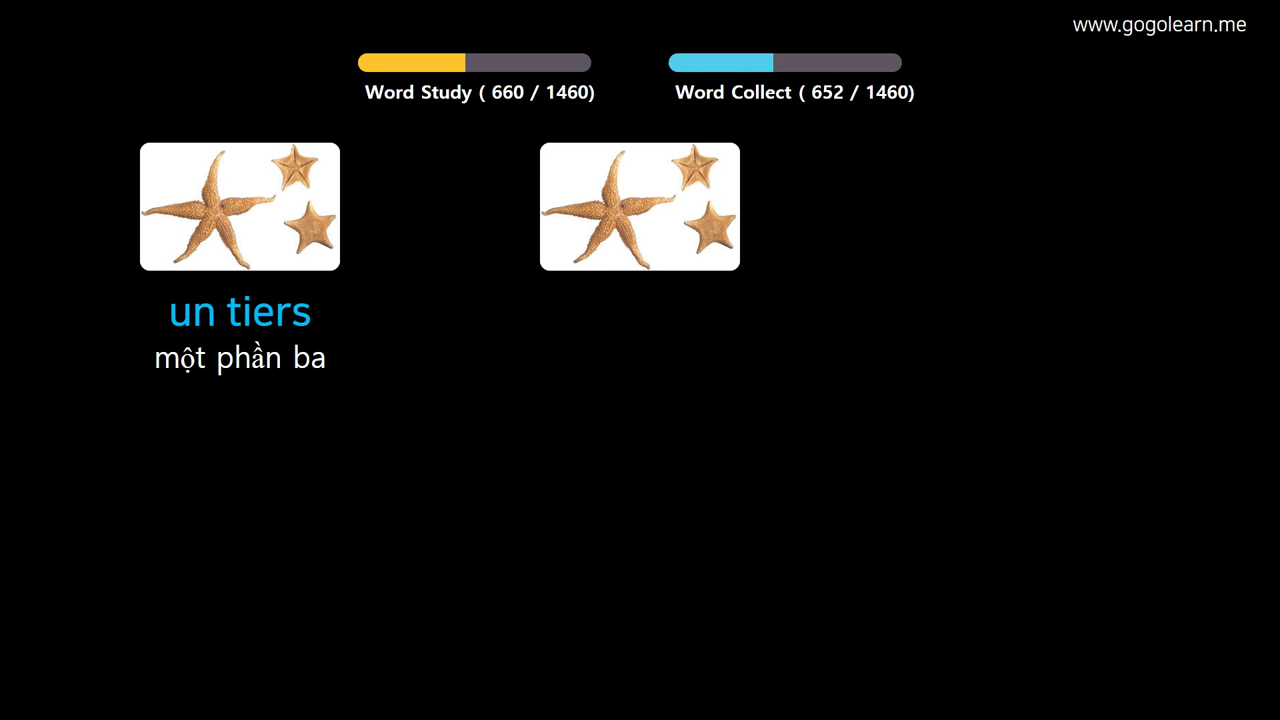 www.gogolearn.me
Word Study ( 660 / 1460)
Word Collect ( 652 / 1460)
un tiers
một phần ba